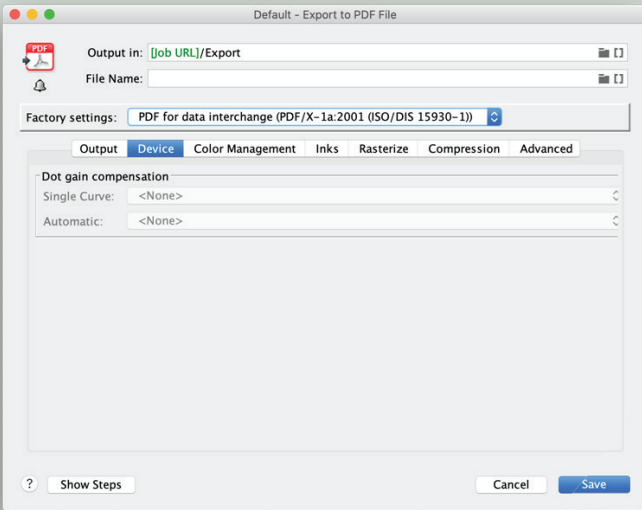 Default - Export to PDF File
PDF
Output in: [Job URL]/Export
File Name:
Factory settings: PDF for data interchange (PDF/X-1a:2001 (ISO/DIS 15930-1))
Output Device Color Management Inks Rasterize Compression Advanced
Dot gain compensation
Single Curve: <None>
Automatic: <None>
? Show Steps Cancel Save